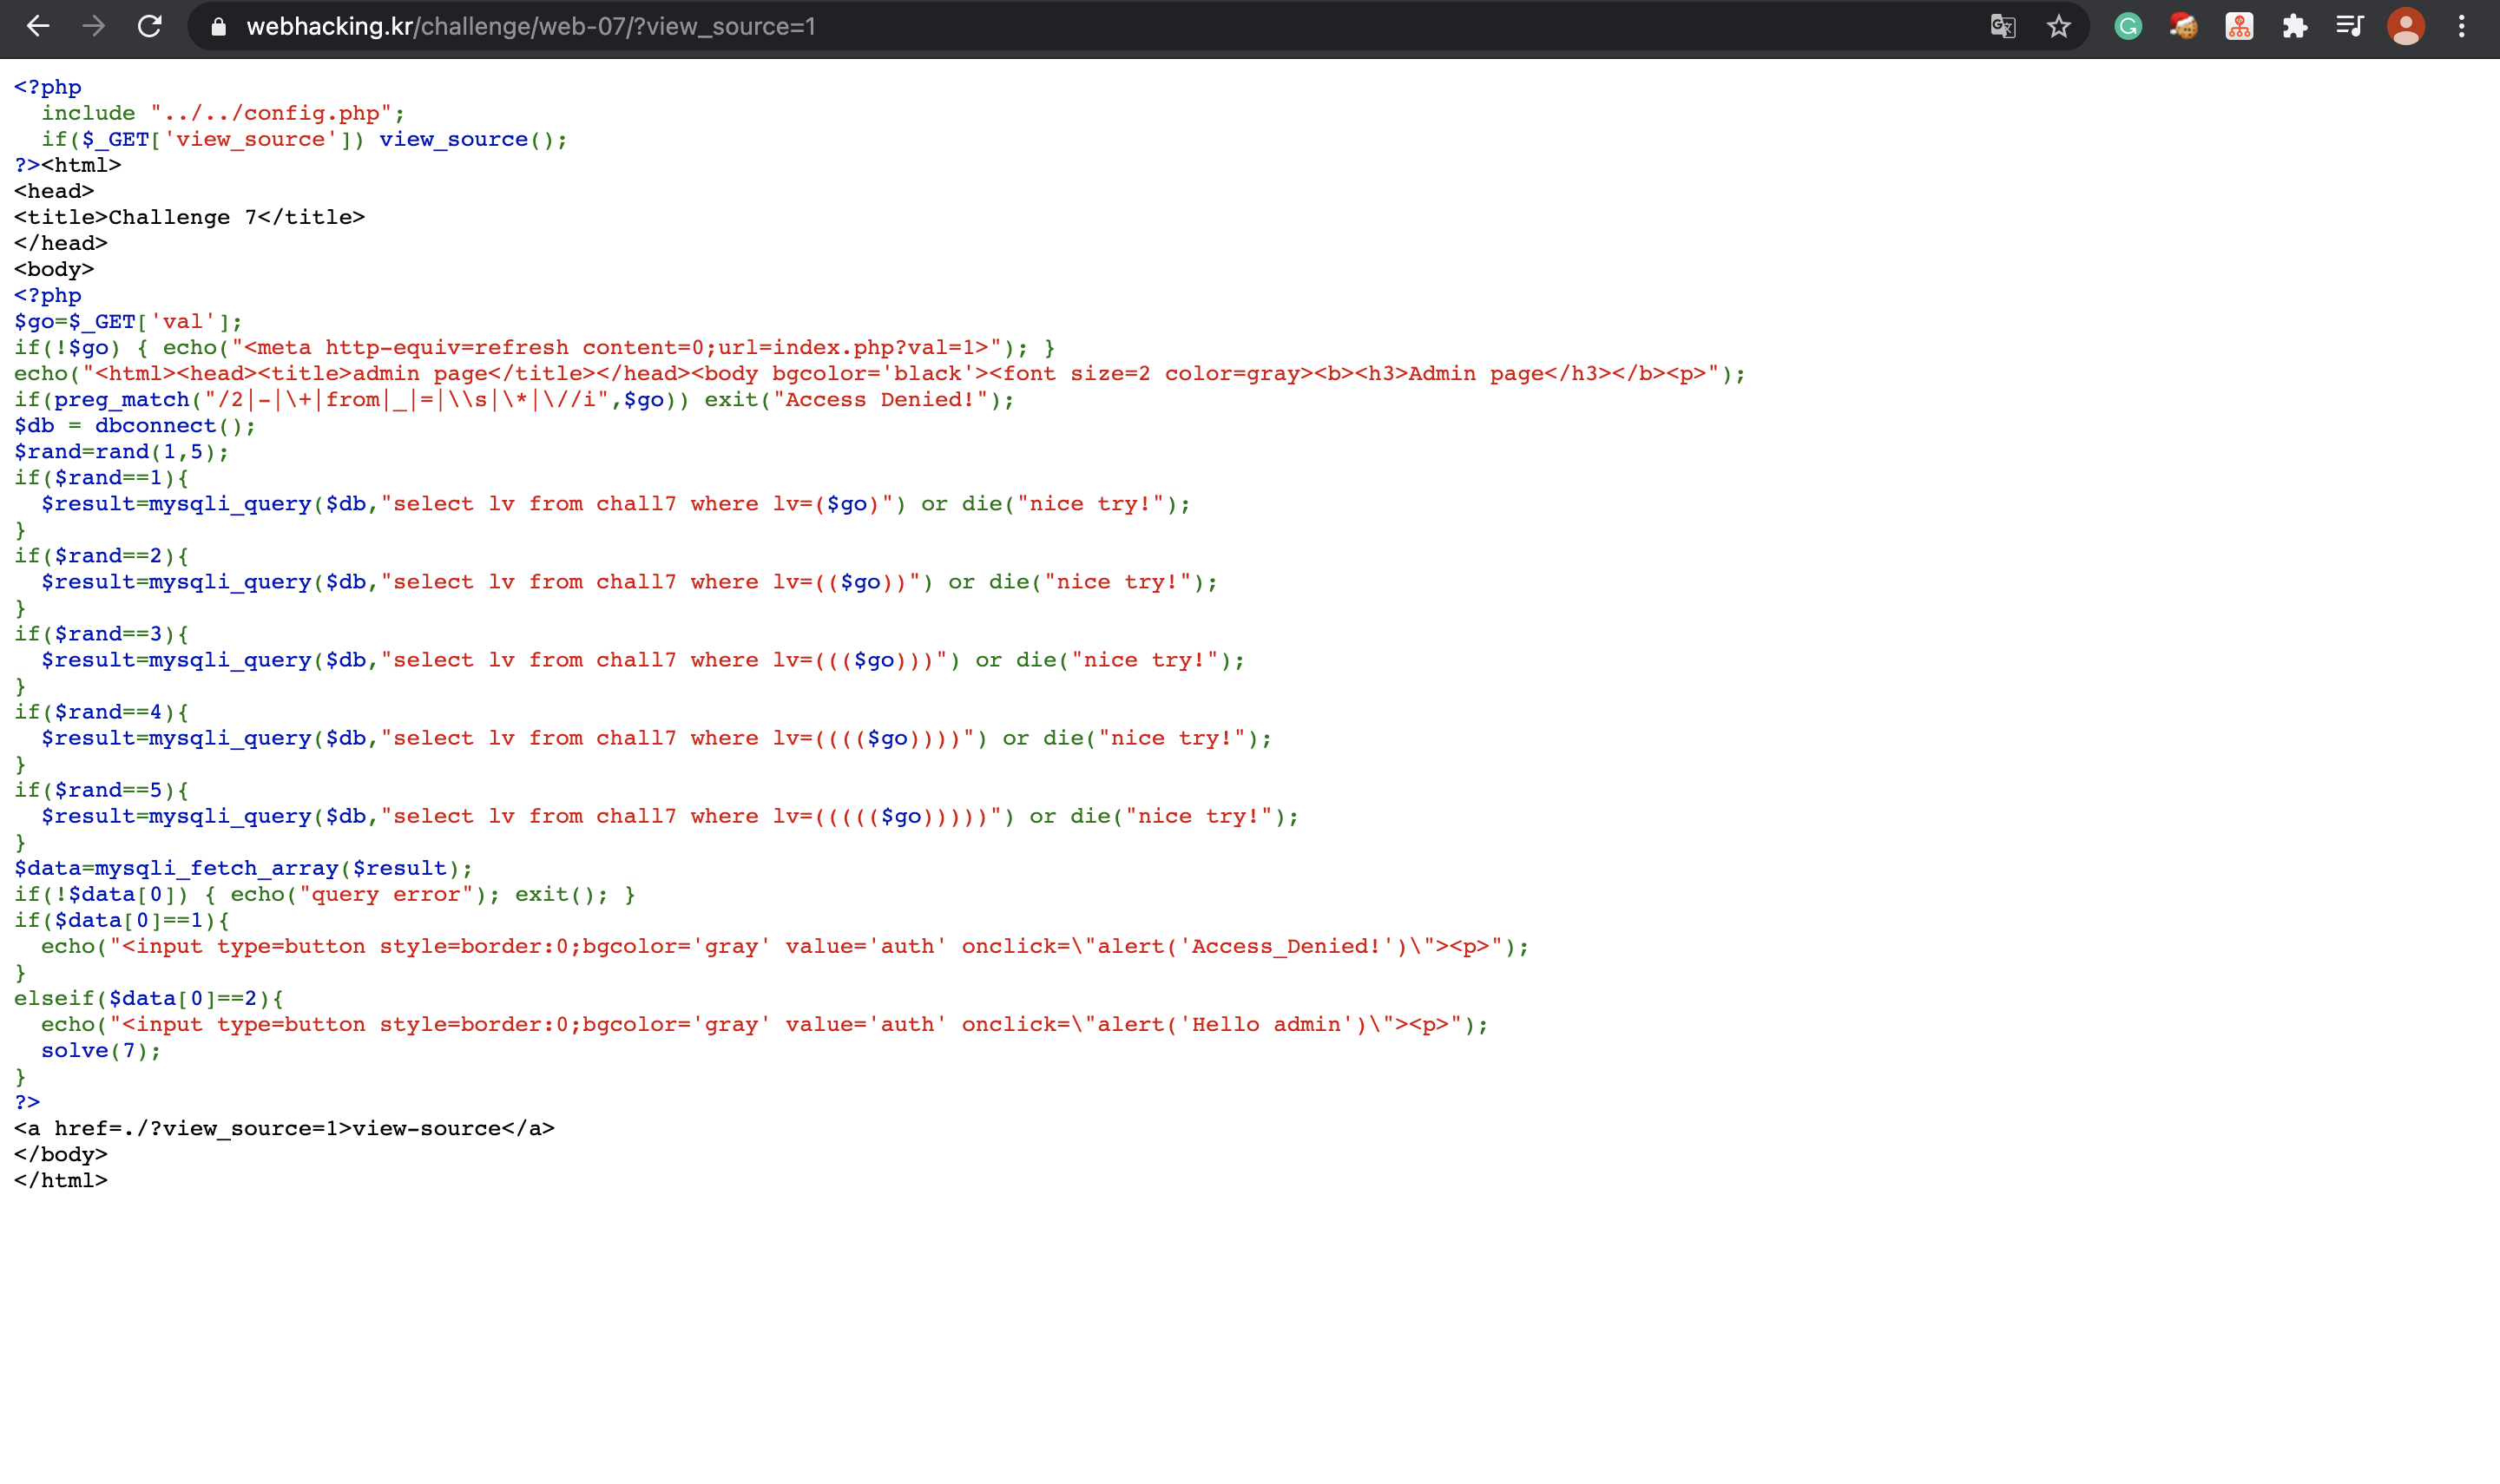 webhacking.kr/challenge/web-07/?view_source=1
<?php
  include "../../config.php";
  if($_GET['view_source']) view_source();
?><html>
<head>
<title>Challenge 7</title>
</head>
<body>
<?php
$go=$_GET['val'];
if(!$go) { echo("<meta http-equiv=refresh content=0;url=index.php?val=1>"); }
echo("<html><head><title>admin page</title></head><body bgcolor='black'><font size=2 color=gray><b><h3>Admin page</h3></b><p>");
if(preg_match("/2|-|\+|from|_|=|\\s|\*|\//i",$go)) exit("Access Denied!");
$db = dbconnect();
$rand=rand(1,5);
if($rand==1){
  $result=mysqli_query($db,"select lv from chall7 where lv=($go)") or die("nice try!");
}
if($rand==2){
  $result=mysqli_query($db,"select lv from chall7 where lv=(($go))") or die("nice try!");
}
if($rand==3){
  $result=mysqli_query($db,"select lv from chall7 where lv=((($go)))") or die("nice try!");
}
if($rand==4){
  $result=mysqli_query($db,"select lv from chall7 where lv=(((($go))))") or die("nice try!");
}
if($rand==5){
  $result=mysqli_query($db,"select lv from chall7 where lv=((((($go)))))") or die("nice try!");
}
$data=mysqli_fetch_array($result);
if(!$data[0]) { echo("query error"); exit(); }
if($data[0]==1){
  echo("<input type=button style=border:0;bgcolor='gray' value='auth' onclick=\"alert('Access_Denied!')\"><p>");
}
elseif($data[0]==2){
  echo("<input type=button style=border:0;bgcolor='gray' value='auth' onclick=\"alert('Hello admin')\"><p>");
  solve(7);
}
?>
<a href=./?view_source=1>view-source</a>
</body>
</html>